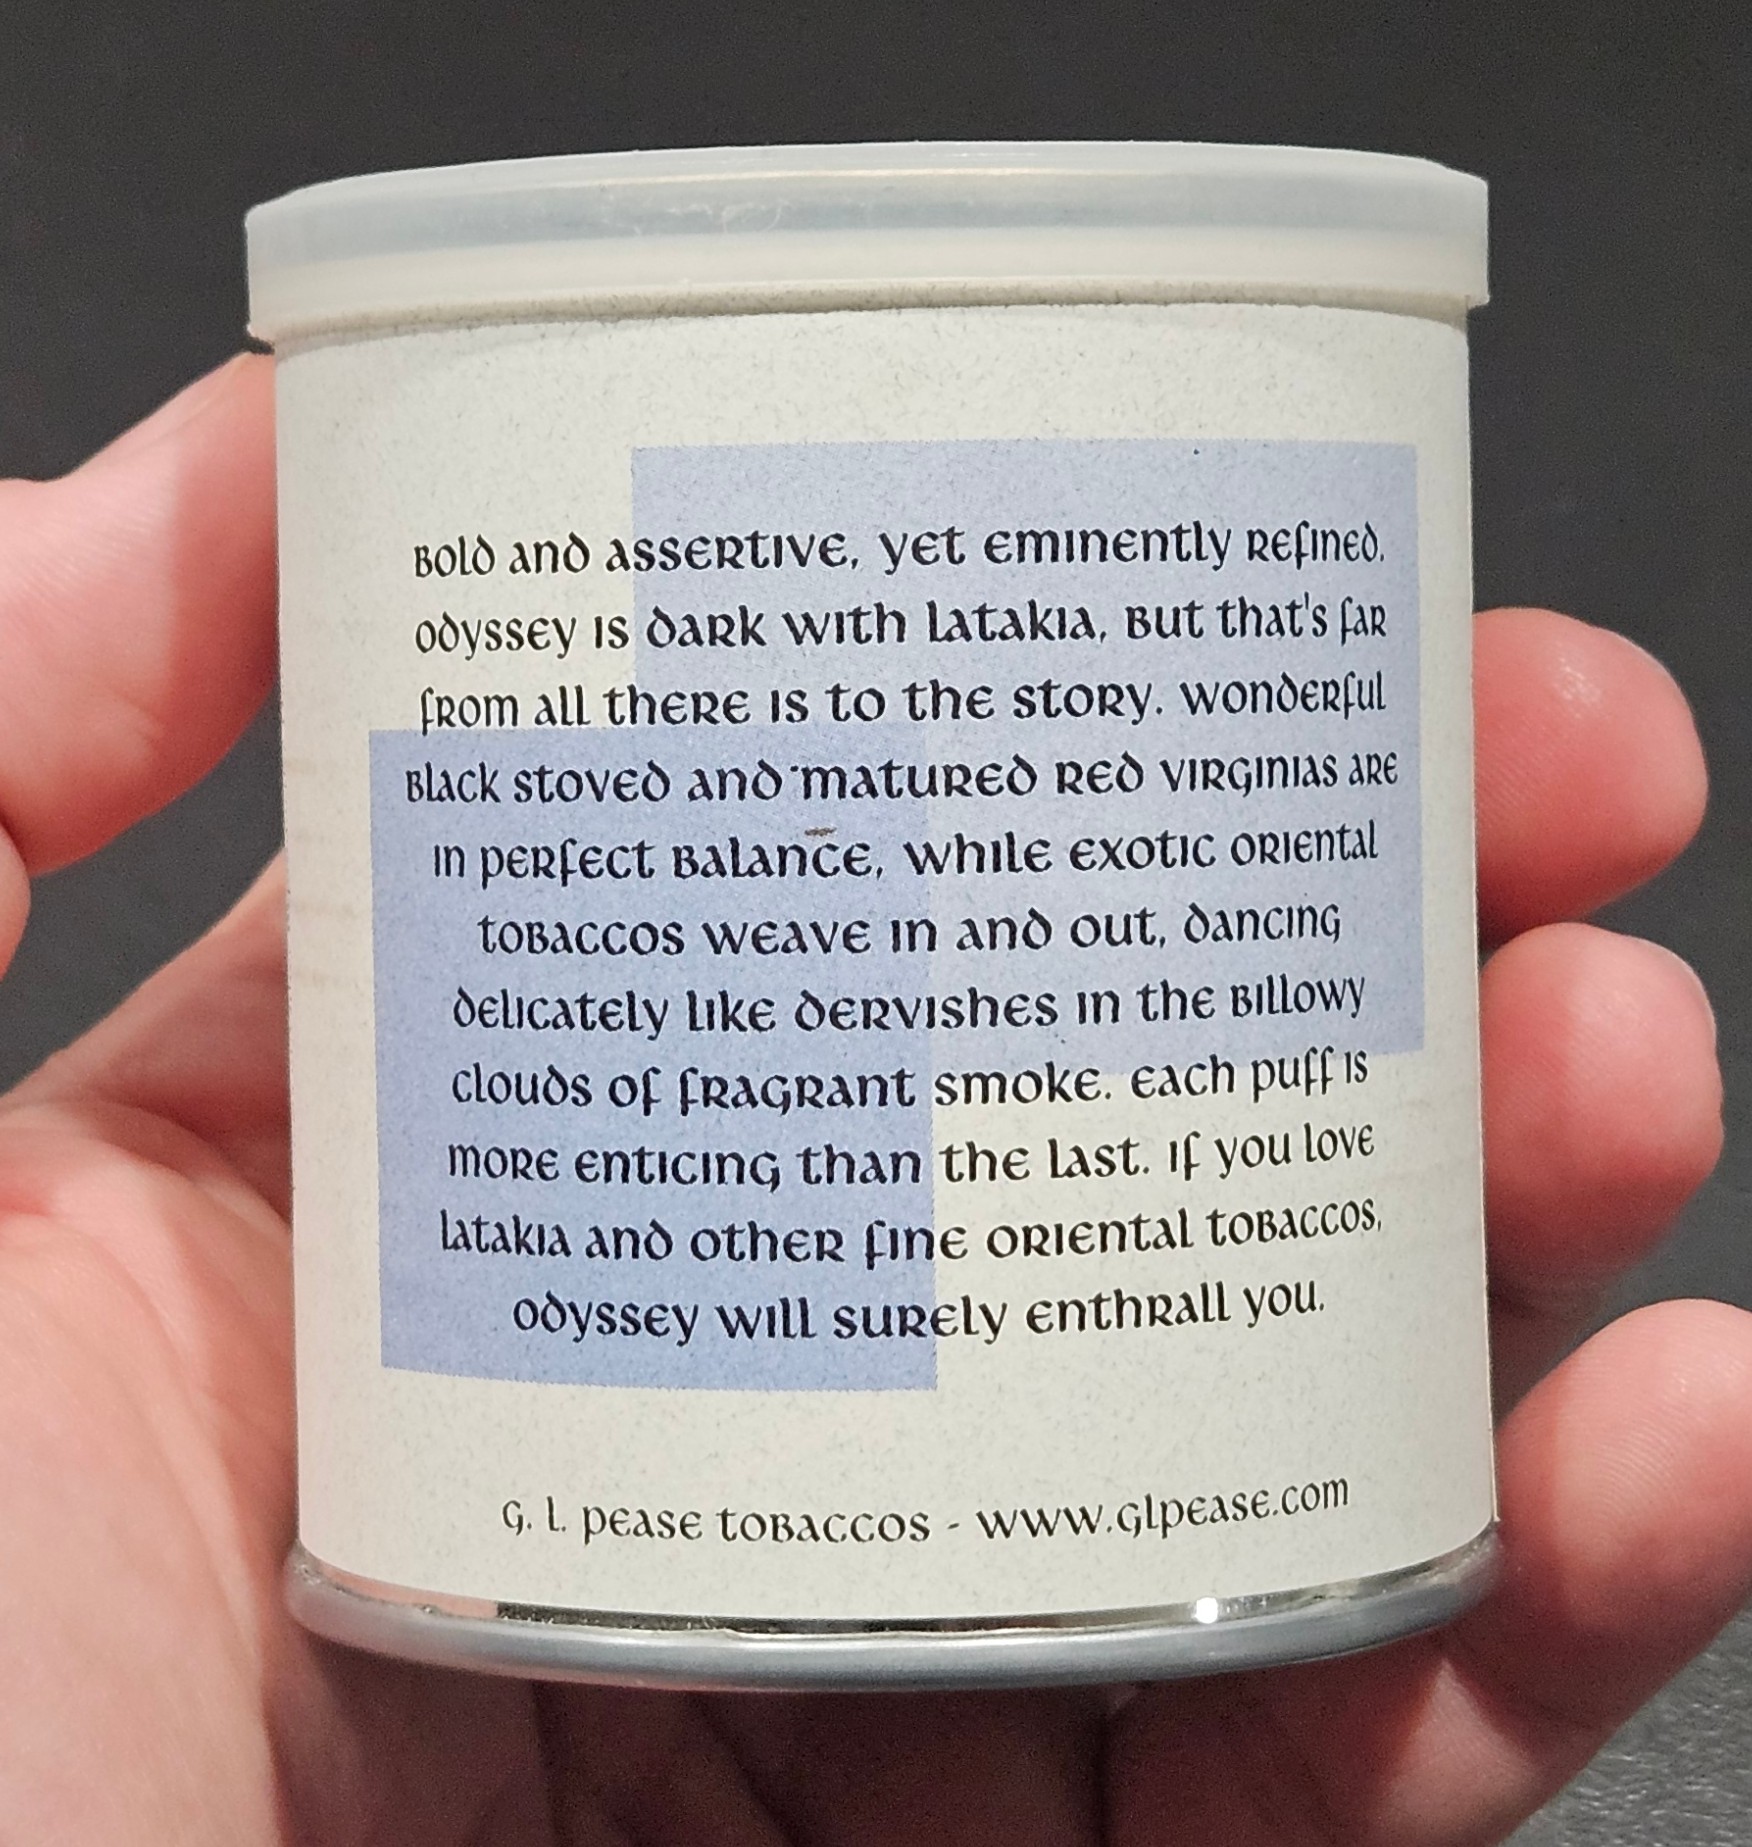 Bold and assertive, yet eminently refined,
Odyssey is dark with latakia, but that's far
from all there is to the story. Wonderful
black stoved and matured red virginias are
in perfect balance, while exotic oriental
tobaccos weave in and out, dancing
delicately like dervishes in the billowy
clouds of fragrant smoke. Each puff is
more enticing than the last. If you love
latakia and other fine oriental tobaccos,
Odyssey will surely enthrall you.
G. L. Pease Tobaccos - www.glpease.com